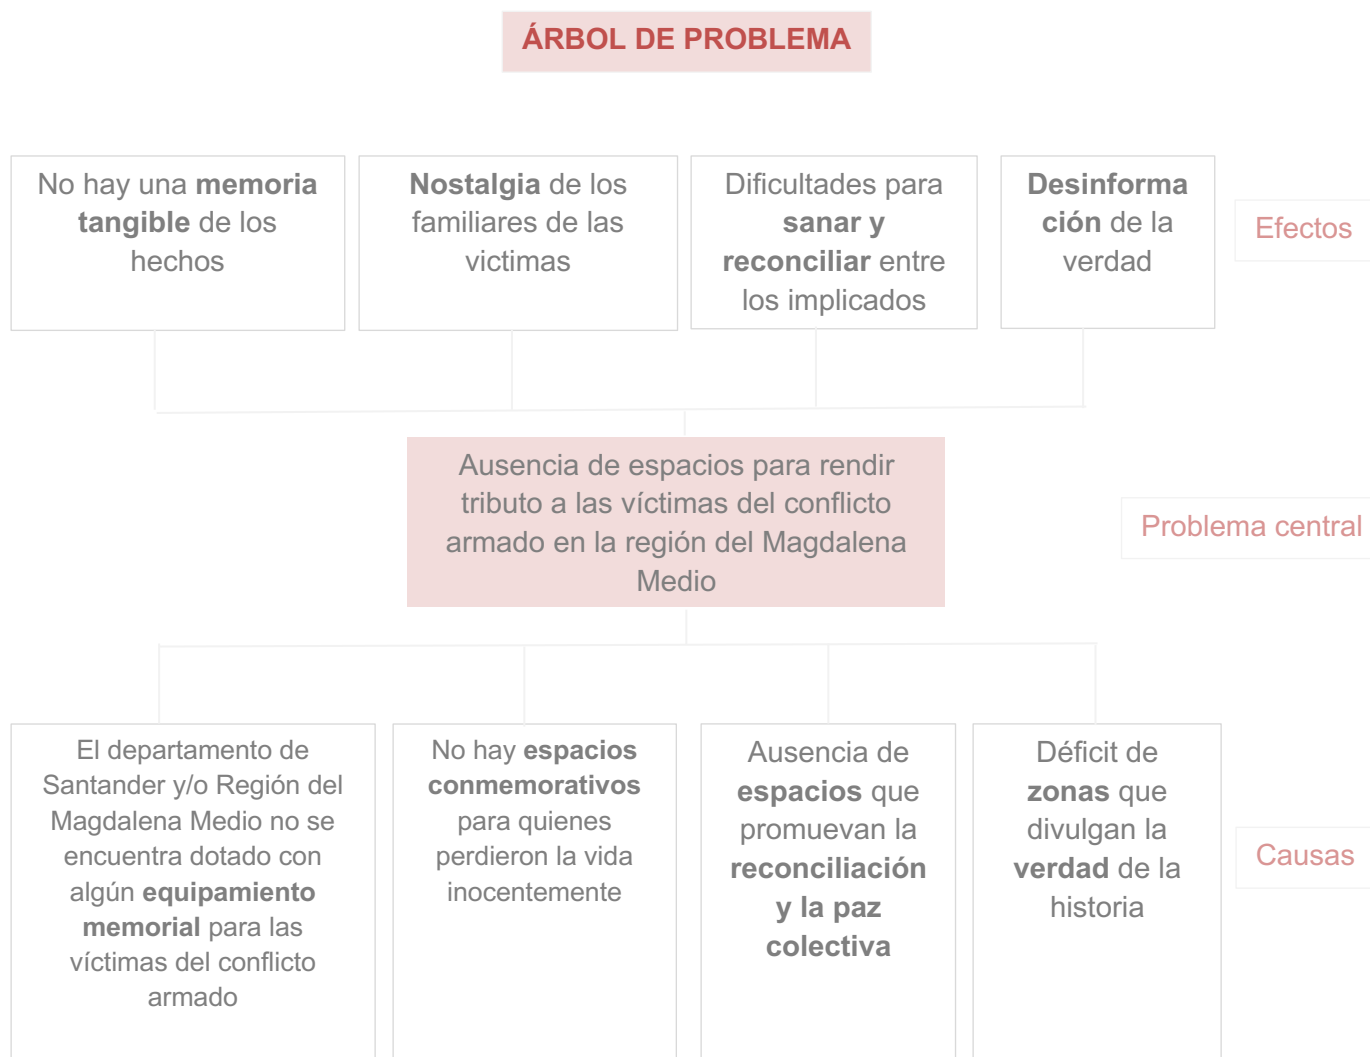 ÁRBOL DE PROBLEMA
No hay una memoria
tangible de los
hechos
Nostalgia de los
familiares de las
victimas
Dificultades para
sanar y
reconciliar entre
los implicados
Desinforma
ción de la
verdad
Efectos
Ausencia de espacios para rendir
tributo a las víctimas del conflicto
armado en la región del Magdalena
Medio
Problema central
El departamento de
Santander y/o Región del
Magdalena Medio no se
encuentra dotado con
algún equipamiento
memorial para las
víctimas del conflicto
armado
No hay espacios
conmemorativos
para quienes
perdieron la vida
inocentemente
Ausencia de
espacios que
promuevan la
reconciliación
y la paz
colectiva
Déficit de
zonas que
divulgan la
verdad de la
historia
Causas